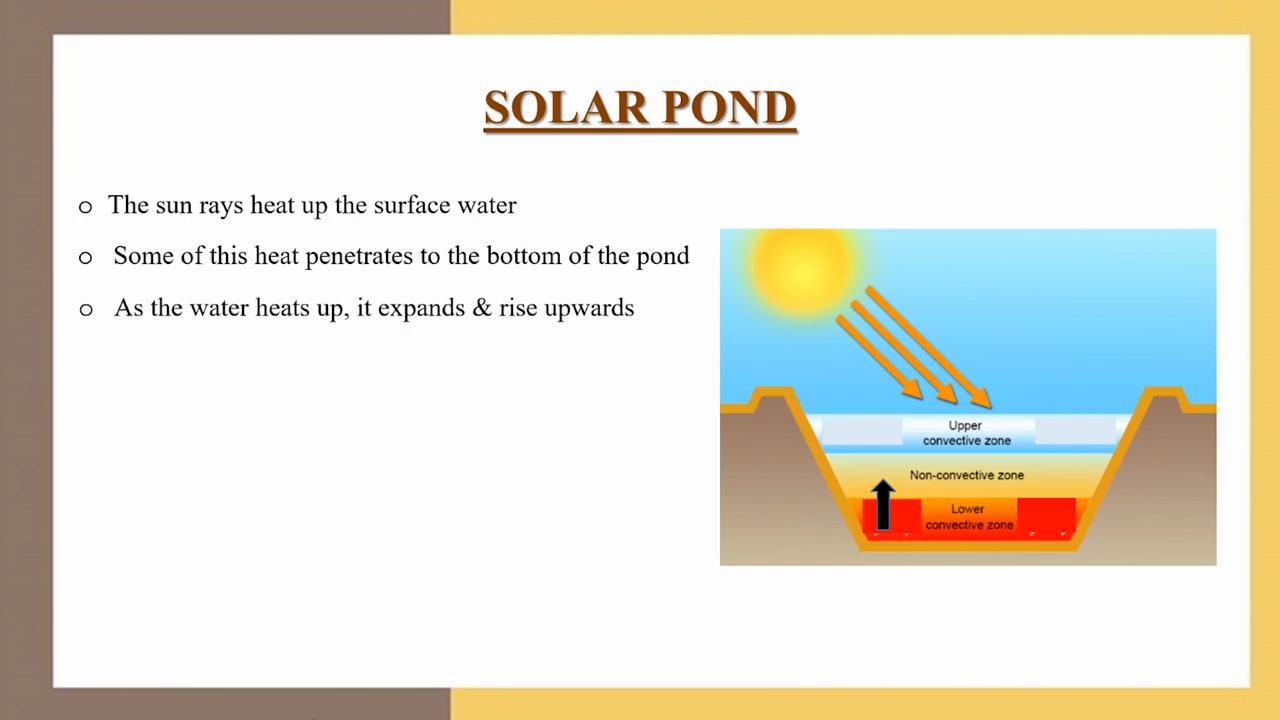 SOLAR POND
o The sun rays heat up the surface water
o Some of this heat penetrates to the bottom of the pond
o As the water heats up, it expands & rise upwards
Upper
convective zone
Non-convective zone
Lower
convective zone